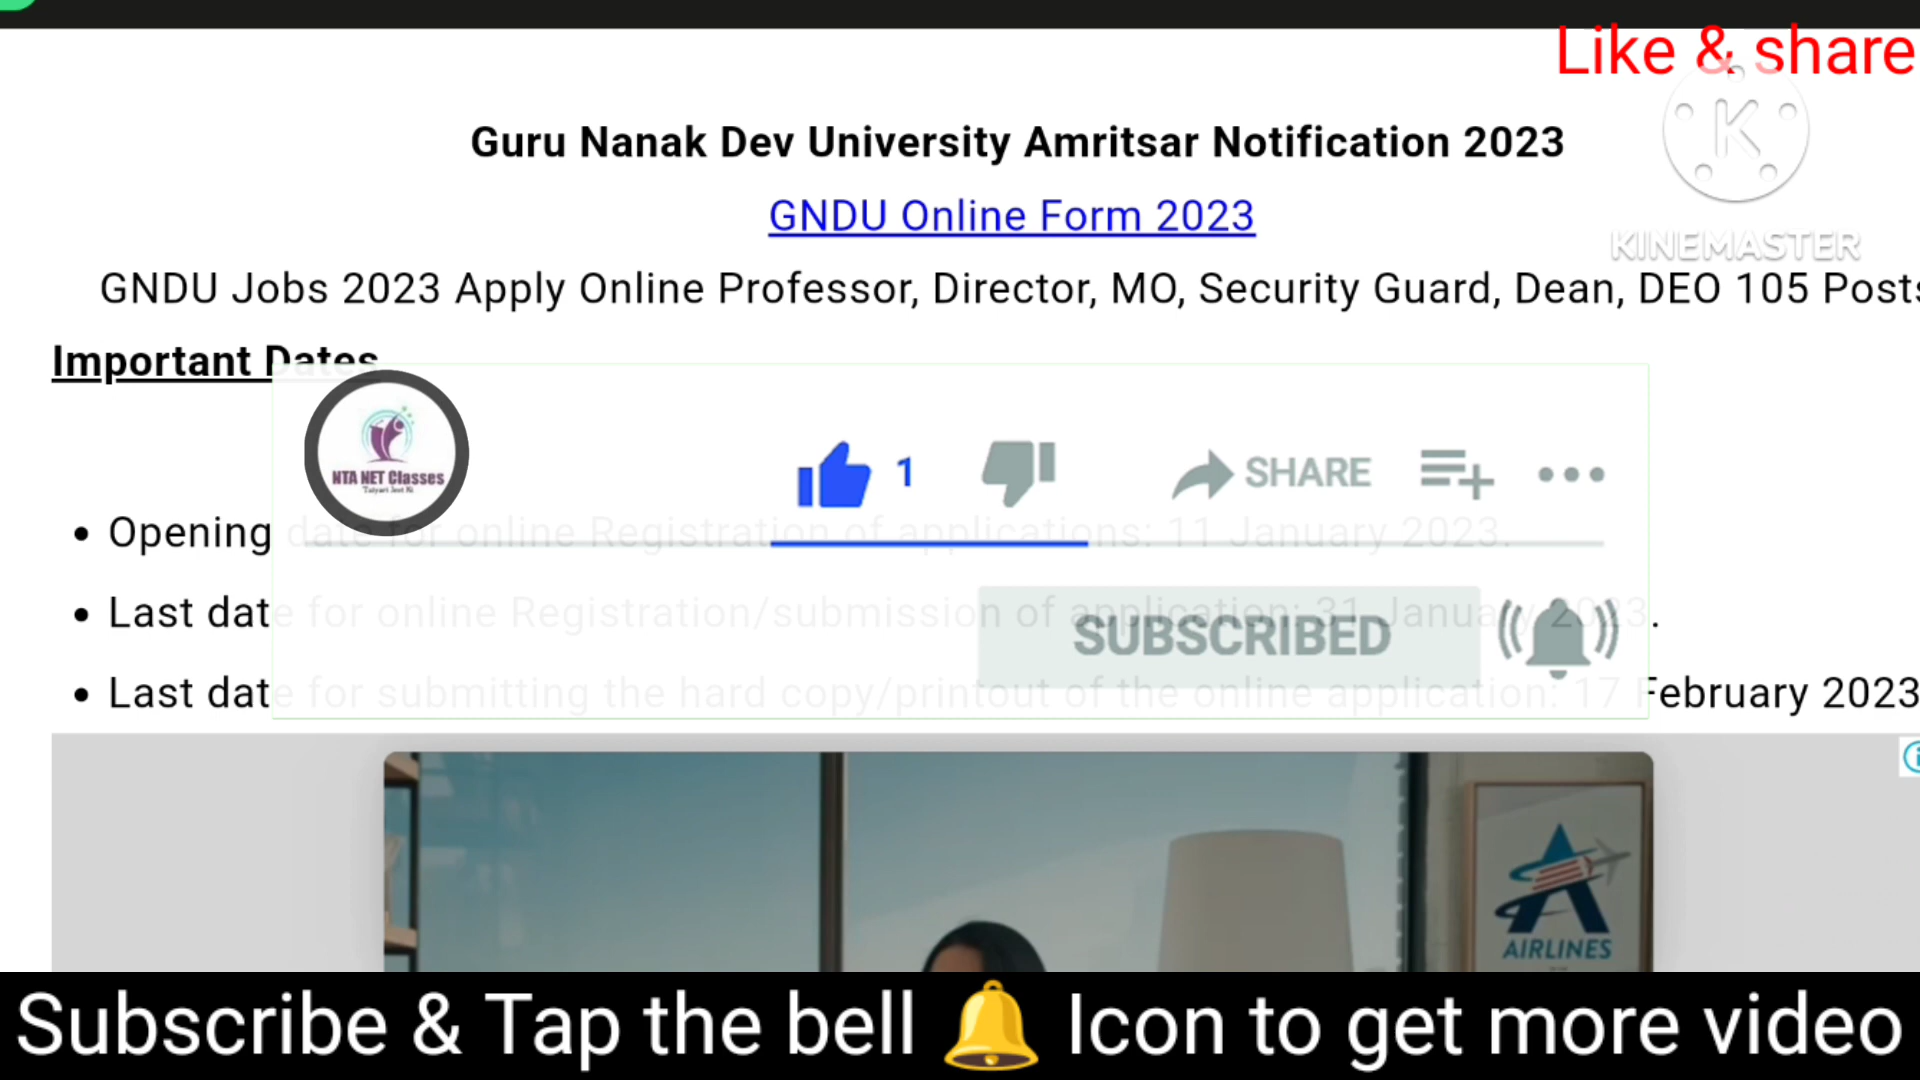 Like & share
Guru Nanak Dev University Amritsar Notification 2023
KINEMASTER
GNDU Online Form 2023
GNDU Jobs 2023 Apply Online Professor, Director, MO, Security Guard, Dean, DEO 105 Posts
Important Dates
NTA NET Classes
Taiyari Jeet Ki
1
SHARE
Opening date for online Registration of applications: 11 January 2023.
Last date for online Registration/submission of application: 31 January 2023.
SUBSCRIBED
Last date for submitting the hard copy/printout of the online application: 17 February 2023
AIRLINES
Subscribe & Tap the bell 🔔 Icon to get more video